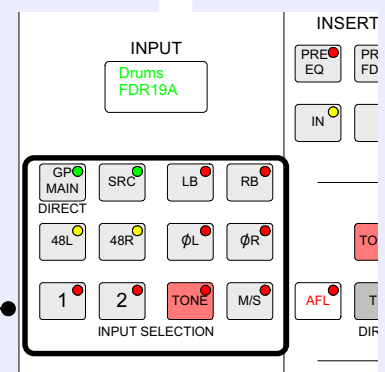 INPUT
INSERT
Drums
FDR19A
PRE
EQ
PR
FD
IN
GP
MAIN
SRC
LB
RB
DIRECT
48L
48R
ϕL
ϕR
TO
1
2
TONE
M/S
AFL
T
INPUT SELECTION
DIR